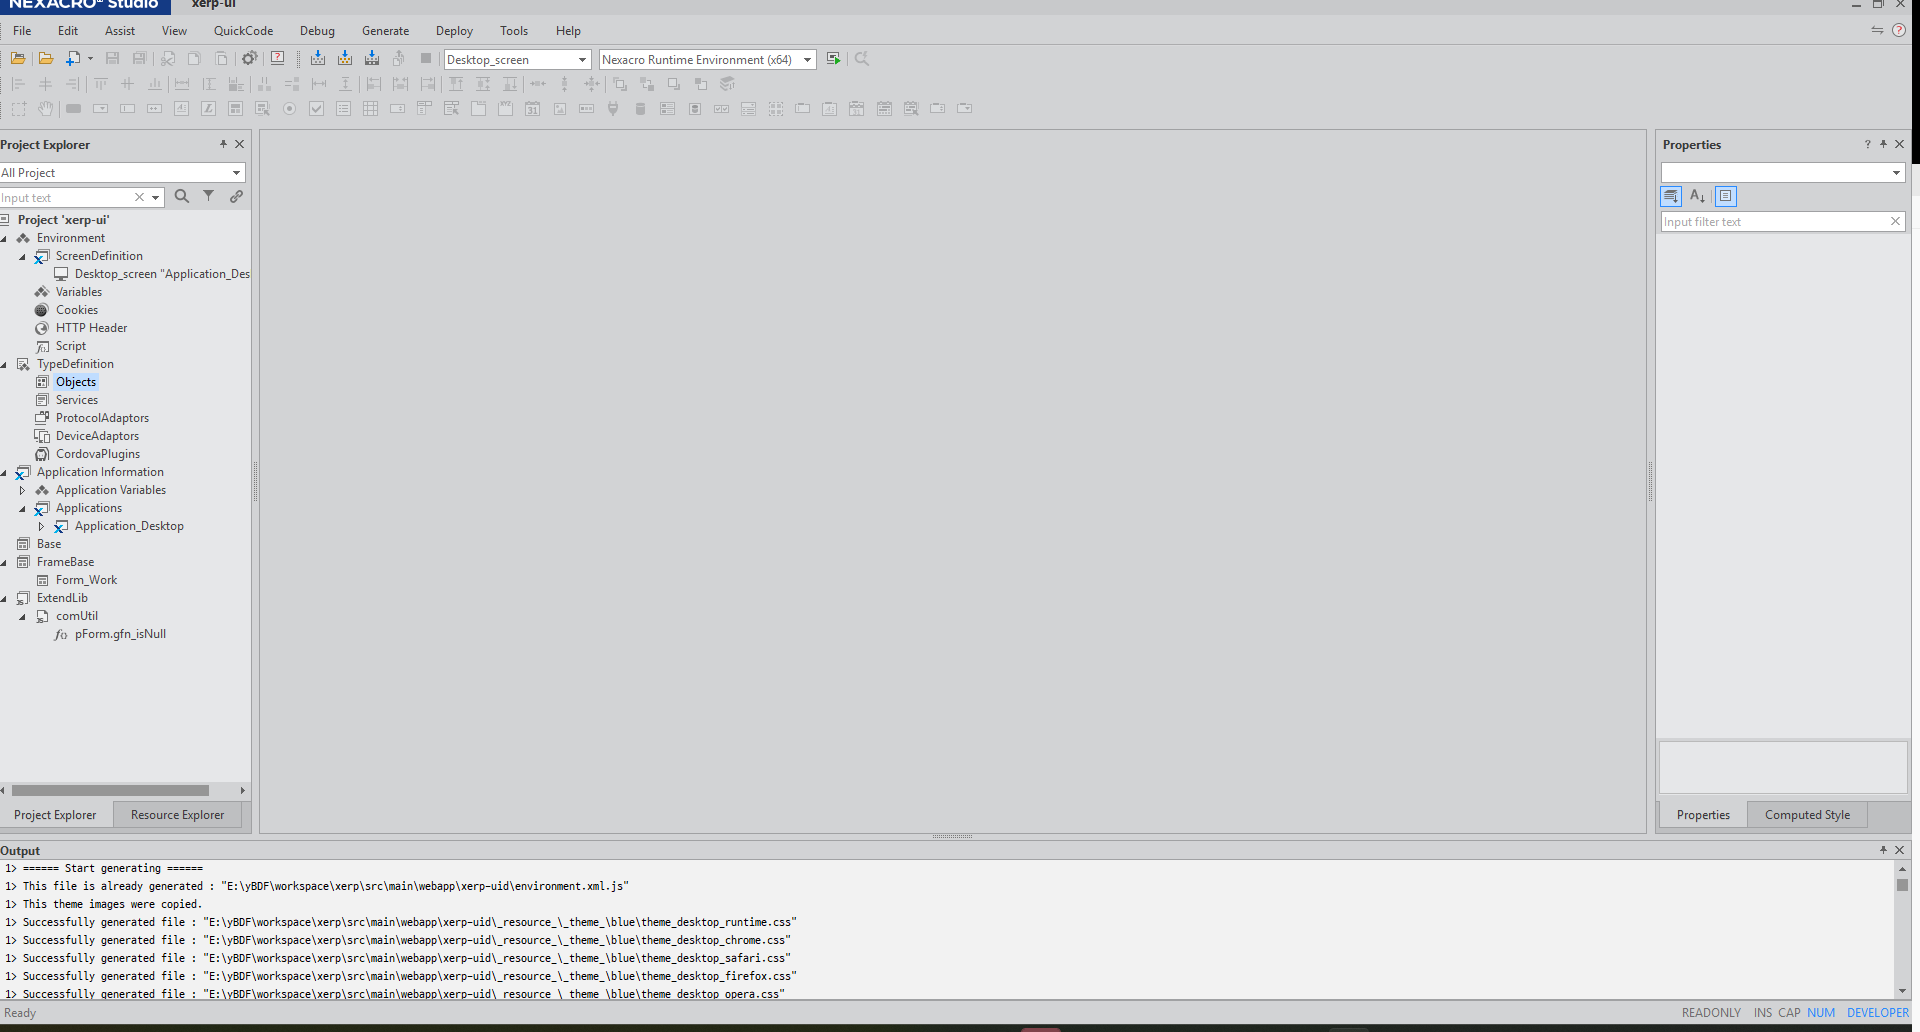 NEXACRO Studio xerp-ui
File Edit Assist View QuickCode Debug Generate Deploy Tools Help
Desktop_screen Nexacro Runtime Environment (x64)
Project Explorer
All Project
Input text
Project 'xerp-ui'
Environment
ScreenDefinition
Desktop_screen "Application_Des
Variables
Cookies
HTTP Header
Script
TypeDefinition
Objects
Services
ProtocolAdaptors
DeviceAdaptors
CordovaPlugins
Application Information
Application Variables
Applications
Application_Desktop
Base
FrameBase
Form_Work
ExtendLib
comUtil
pForm.gfn_isNull
Project Explorer Resource Explorer
Properties
Input filter text
Properties Computed Style
Output
1> ====== Start generating ======
1> This file is already generated : "E:\yBDF\workspace\xerp\src\main\webapp\xerp-uid\environment.xml.js"
1> This theme images were copied.
1> Successfully generated file : "E:\yBDF\workspace\xerp\src\main\webapp\xerp-uid\_resource_\_theme_\blue\theme_desktop_runtime.css"
1> Successfully generated file : "E:\yBDF\workspace\xerp\src\main\webapp\xerp-uid\_resource_\_theme_\blue\theme_desktop_chrome.css"
1> Successfully generated file : "E:\yBDF\workspace\xerp\src\main\webapp\xerp-uid\_resource_\_theme_\blue\theme_desktop_safari.css"
1> Successfully generated file : "E:\yBDF\workspace\xerp\src\main\webapp\xerp-uid\_resource_\_theme_\blue\theme_desktop_firefox.css"
1> Successfully generated file : "E:\yBDF\workspace\xerp\src\main\webapp\xerp-uid\_resource_\_theme_\blue\theme_desktop_opera.css"
Ready READONLY INS CAP NUM DEVELOPER